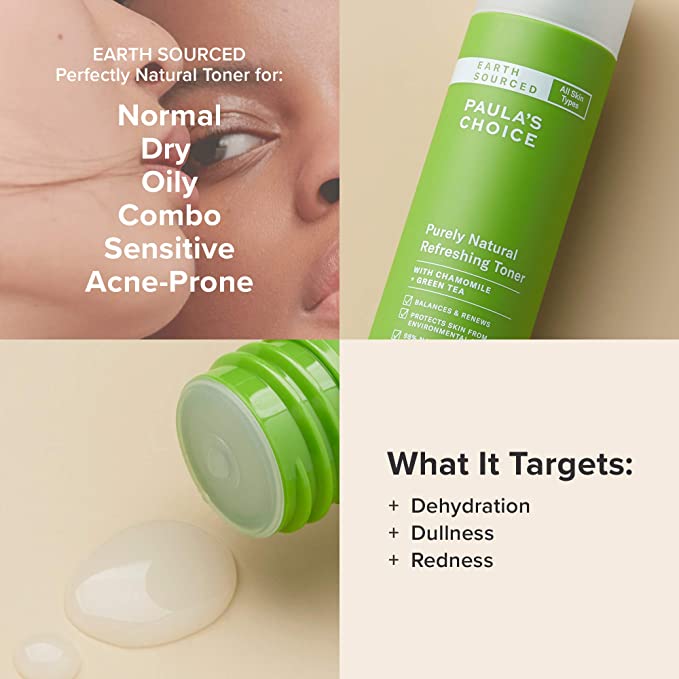 EARTH SOURCED
Perfectly Natural Toner for:
Normal
Dry
Oily
Combo
Sensitive
Acne-Prone
EARTH
SOURCED
All Skin
Types
PAULA'S
CHOICE
Purely Natural
Refreshing Toner
WITH CHAMOMILE
+ GREEN TEA
BALANCES & RENEWS
PROTECTS SKIN FROM
ENVIRONMENTAL
What It Targets:
+ Dehydration
+ Dullness
+ Redness